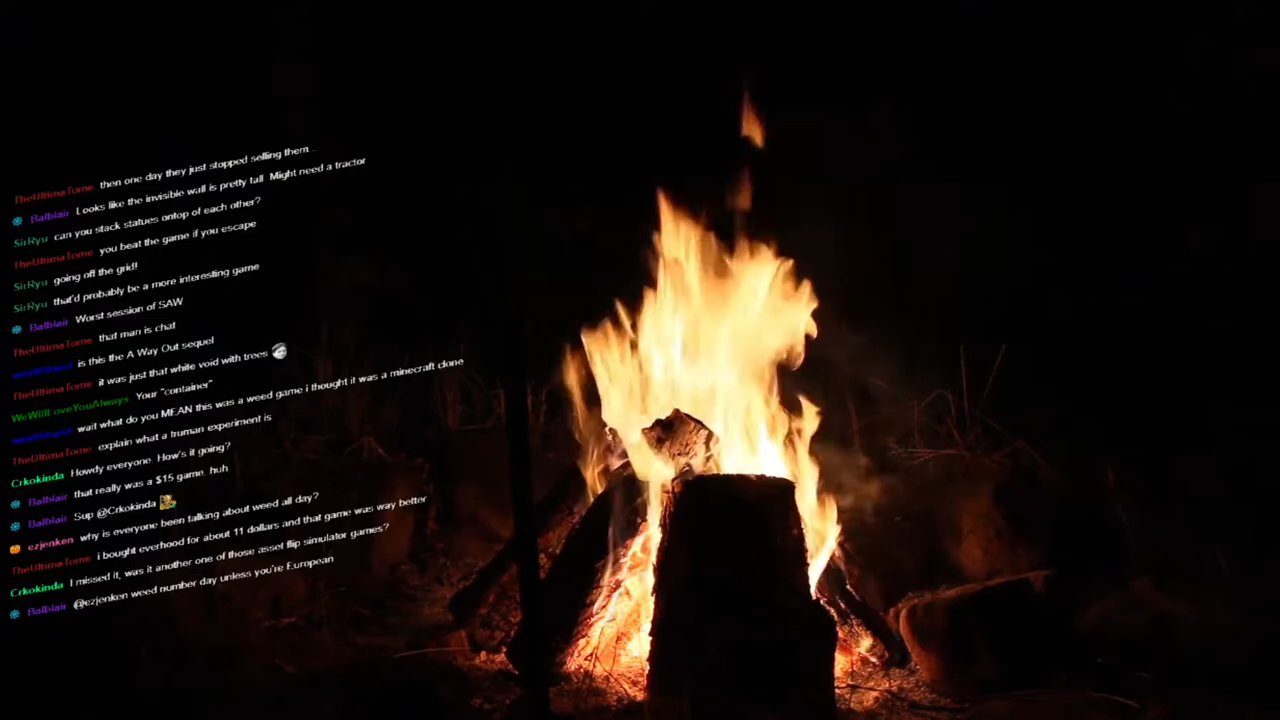 TheUltimaTome then one day they just stopped selling them...
Balblair Looks like the invisible wall is pretty tall. Might need a tractor
SirRyu can you stack statues ontop of each other?
TheUltimaTome you beat the game if you escape
SirRyu going off the grid!
SirRyu that'd probably be a more interesting game
Balblair Worst session of SAW
TheUltimaTome that man is chat
is this the A Way Out sequel
TheUltimaTome it was just that white void with trees
WeWillLoveYouAlways Your "container"
wait what do you MEAN this was a weed game i thought it was a minecraft clone
TheUltimaTome explain what a truman experiment is
Crkokinda Howdy everyone. How's it going?
Balblair that really was a $15 game. huh
Balblair Sup @Crkokinda
ezjenken why is everyone been talking about weed all day?
TheUltimaTome i bought everhood for about 11 dollars and that game was way better
Crkokinda I missed it, was it another one of those asset flip simulator games?
Balblair @ezjenken weed number day unless you're European